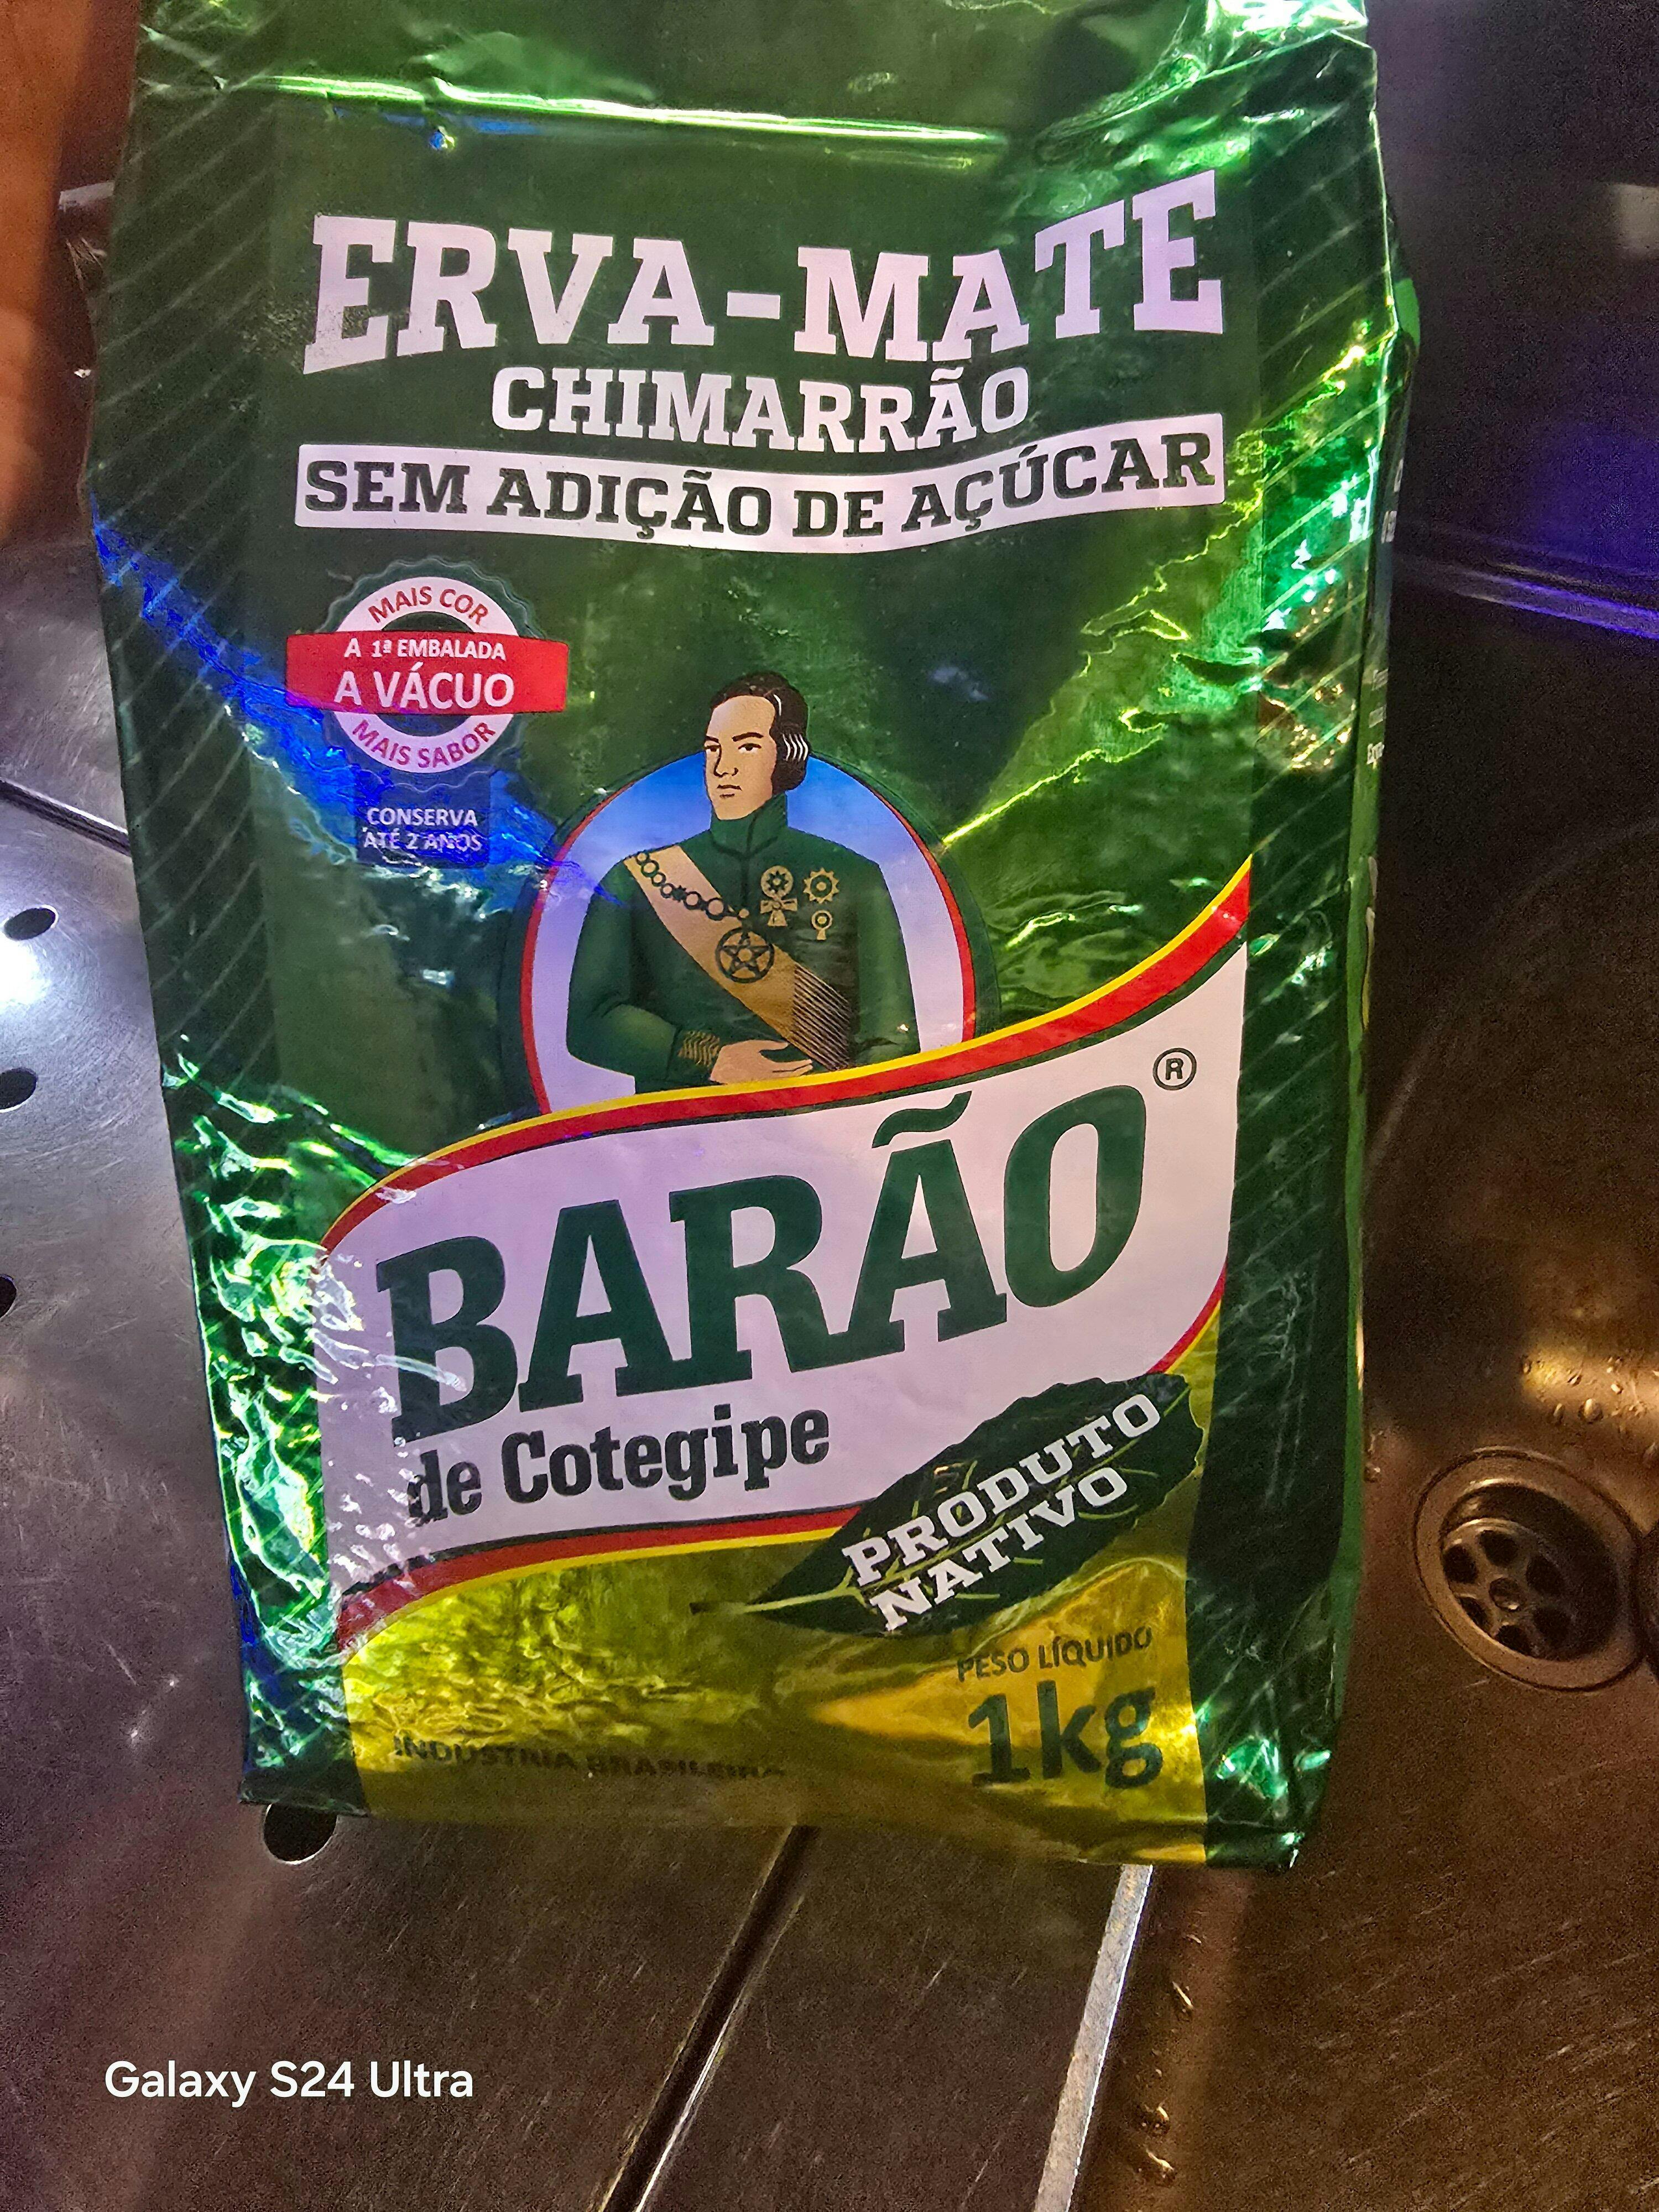 ERVA-MATE
CHIMARRÃO
SEM ADIÇÃO DE AÇÚCAR
MAIS COR
A 1ª EMBALADA
A VÁCUO
MAIS SABOR
CONSERVA
ATÉ 2 ANOS
BARÃO®
de Cotegipe
PRODUTO
NATIVO
PESO LÍQUIDO
1kg
INDÚSTRIA BRASILEIRA
Galaxy S24 Ultra